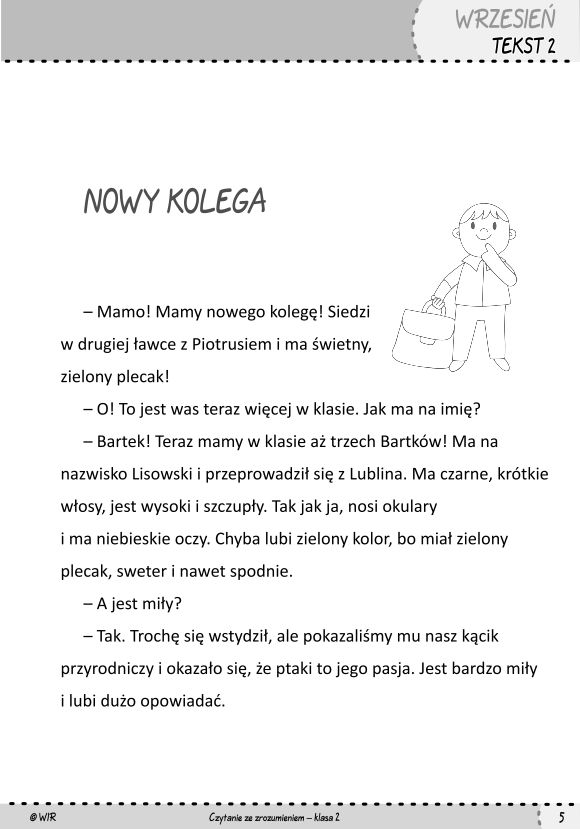 WRZESIEŃ
TEKST 2
NOWY KOLEGA
– Mamo! Mamy nowego kolegę! Siedzi
w drugiej ławce z Piotrusiem i ma świetny,
zielony plecak!
– O! To jest was teraz więcej w klasie. Jak ma na imię?
– Bartek! Teraz mamy w klasie aż trzech Bartków! Ma na
nazwisko Lisowski i przeprowadził się z Lublina. Ma czarne, krótkie
włosy, jest wysoki i szczupły. Tak jak ja, nosi okulary
i ma niebieskie oczy. Chyba lubi zielony kolor, bo miał zielony
plecak, sweter i nawet spodnie.
– A jest miły?
– Tak. Trochę się wstydził, ale pokazaliśmy mu nasz kącik
przyrodniczy i okazało się, że ptaki to jego pasja. Jest bardzo miły
i lubi dużo opowiadać.
@ WIR Czytanie ze zrozumieniem – klasa 2 5